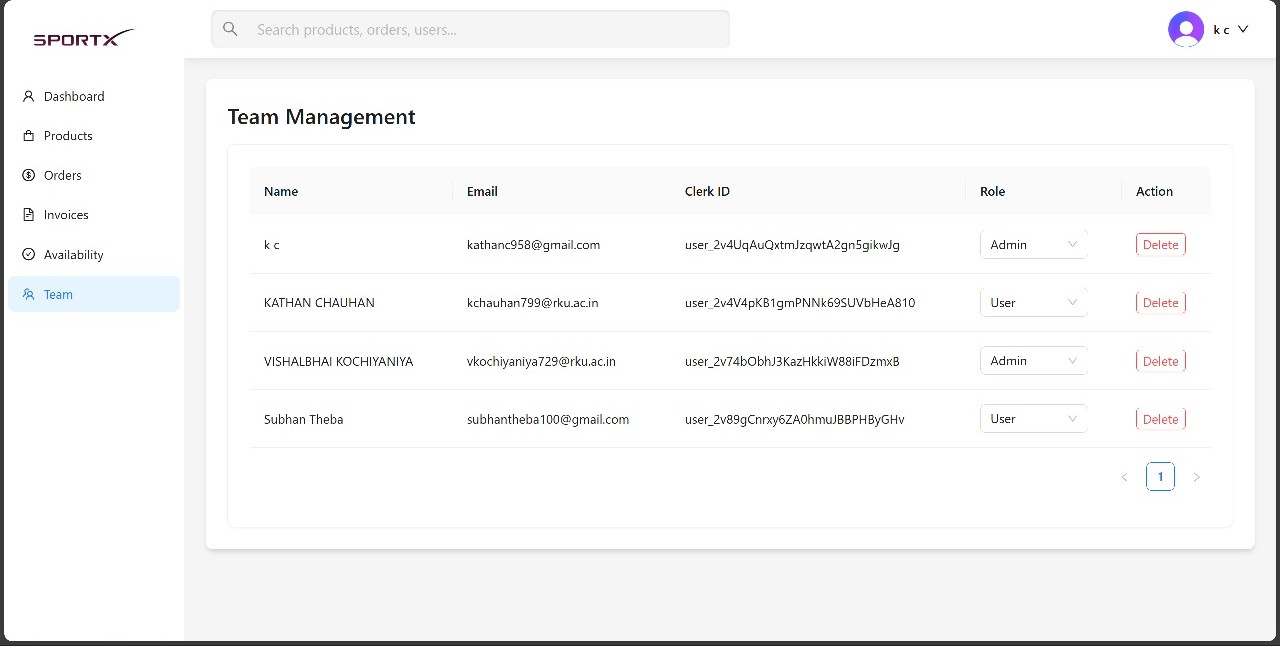 SPORTX
Search products, orders, users...
k c
Dashboard
Products
Orders
Invoices
Availability
Team
Team Management
Name Email Clerk ID Role Action
k c kathanc958@gmail.com user_2v4UqAuQxtmJzqwtA2gn5gikwJg Admin Delete
KATHAN CHAUHAN kchauhan799@rku.ac.in user_2v4V4pKB1gmPNNk69SUVbHeA810 User Delete
VISHALBHAI KOCHIYANIYA vkochiyaniya729@rku.ac.in user_2v74bObhJ3KazHkkiW88iFDzmxB Admin Delete
Subhan Theba subhantheba100@gmail.com user_2v89gCnrxy6ZA0hmuJBBPHByGHv User Delete
1